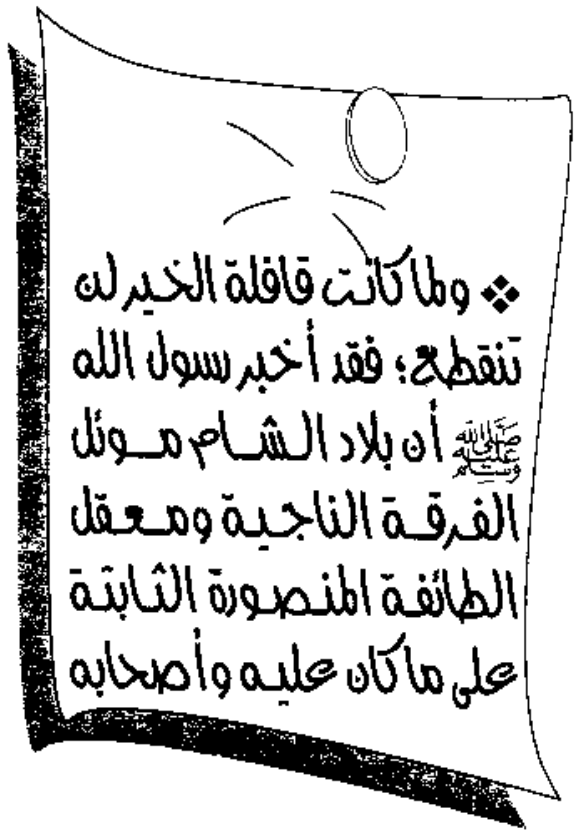 ❖ ولما كانت قافلة الخير لن
تنقطع؛ فقد أخبر رسول الله
ﷺ أن بلاد الشام موئل
الفرقة الناجية ومعقل
الطائفة المنصورة الثابتة
على ما كان عليه وأصحابه